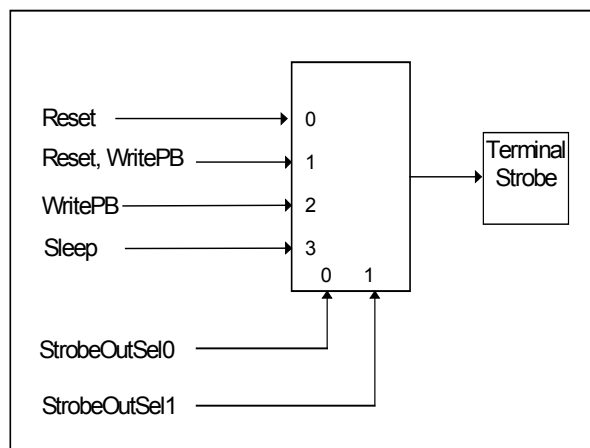 Reset
0
Reset, WritePB
1
WritePB
2
Sleep
3
0 1
Terminal
Strobe
StrobeOutSel0
StrobeOutSel1